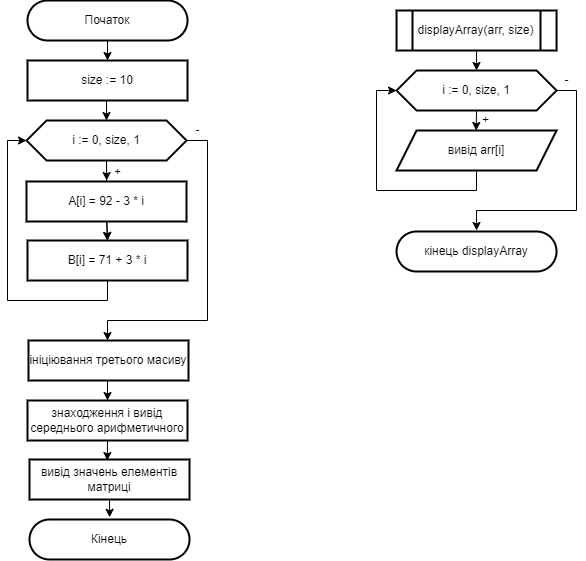 Початок
size := 10
i := 0, size, 1
-
+
A[i] = 92 - 3 * i
B[i] = 71 + 3 * i
ініціювання третього масиву
знаходження і вивід
середнього арифметичного
вивід значень елементів
матриці
Кінець
displayArray(arr, size)
i := 0, size, 1
-
+
вивід arr[i]
кінець displayArray